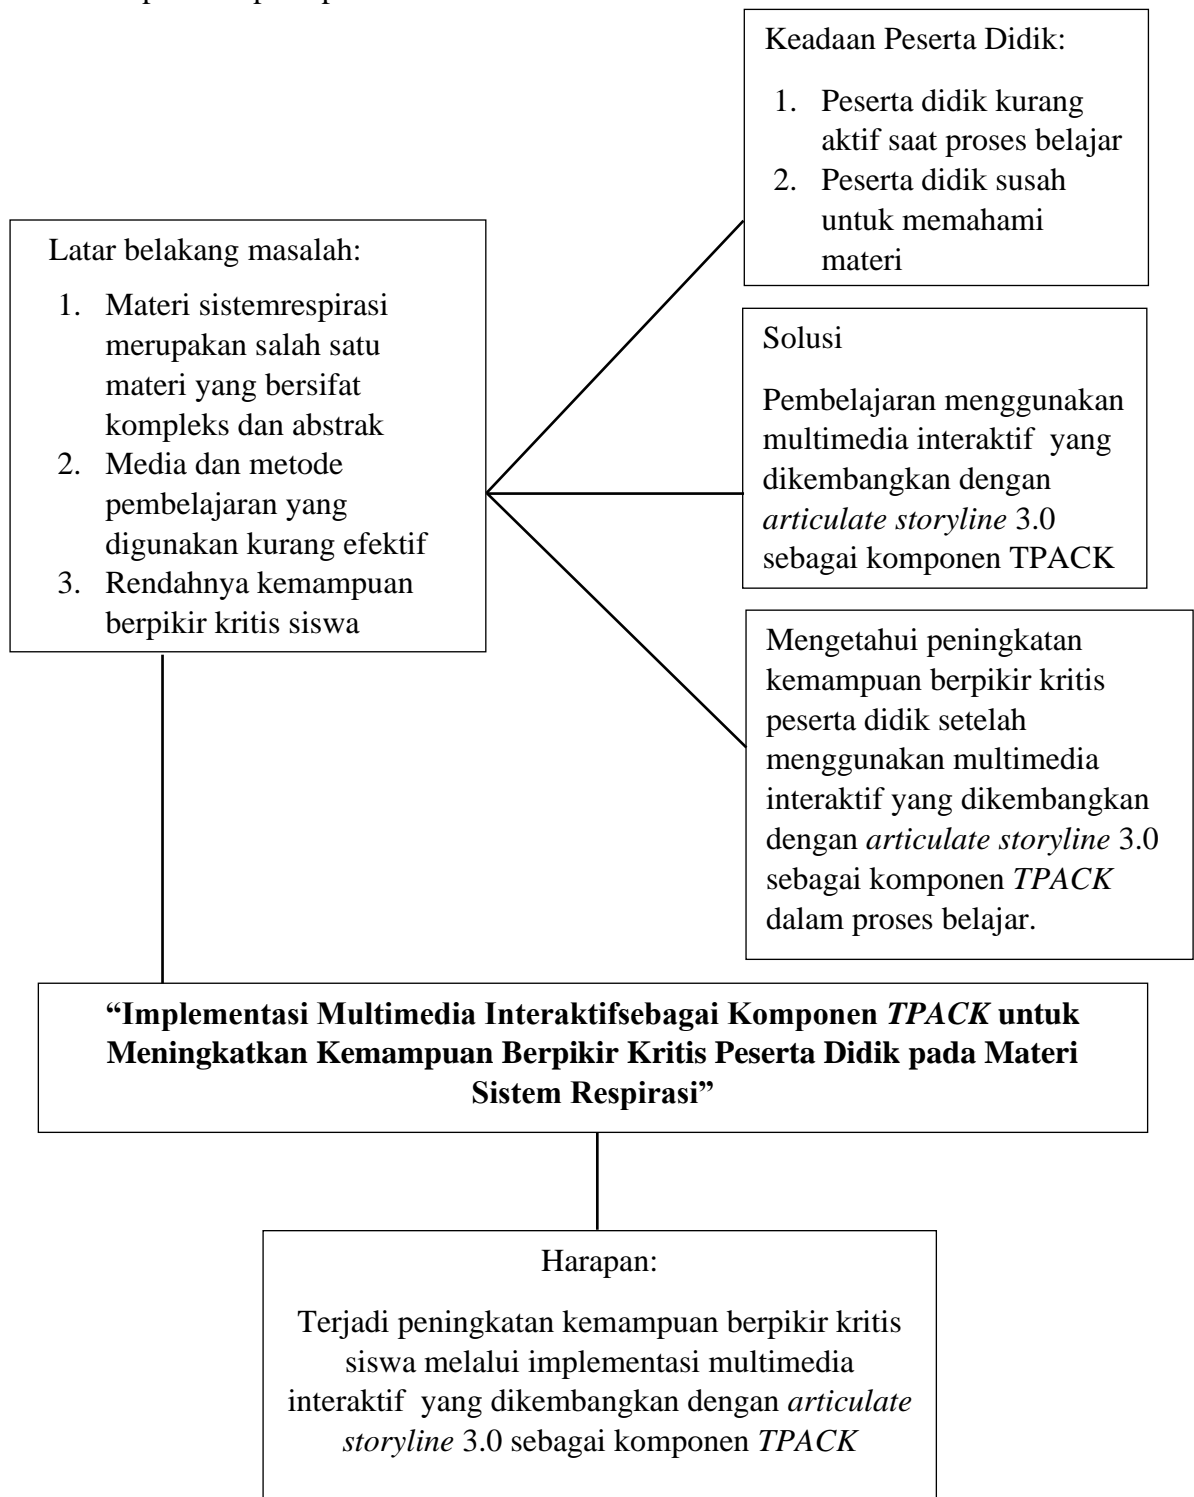 Keadaan Peserta Didik:
1. Peserta didik kurang
aktif saat proses belajar
2. Peserta didik susah
untuk memahami
materi
Latar belakang masalah:
1. Materi sistemrespirasi
merupakan salah satu
materi yang bersifat
kompleks dan abstrak
2. Media dan metode
pembelajaran yang
digunakan kurang efektif
3. Rendahnya kemampuan
berpikir kritis siswa
Solusi
Pembelajaran menggunakan
multimedia interaktif yang
dikembangkan dengan
articulate storyline 3.0
sebagai komponen TPACK
Mengetahui peningkatan
kemampuan berpikir kritis
peserta didik setelah
menggunakan multimedia
interaktif yang dikembangkan
dengan articulate storyline 3.0
sebagai komponen TPACK
dalam proses belajar.
“Implementasi Multimedia Interaktifsebagai Komponen TPACK untuk
Meningkatkan Kemampuan Berpikir Kritis Peserta Didik pada Materi
Sistem Respirasi”
Harapan:
Terjadi peningkatan kemampuan berpikir kritis
siswa melalui implementasi multimedia
interaktif yang dikembangkan dengan articulate
storyline 3.0 sebagai komponen TPACK